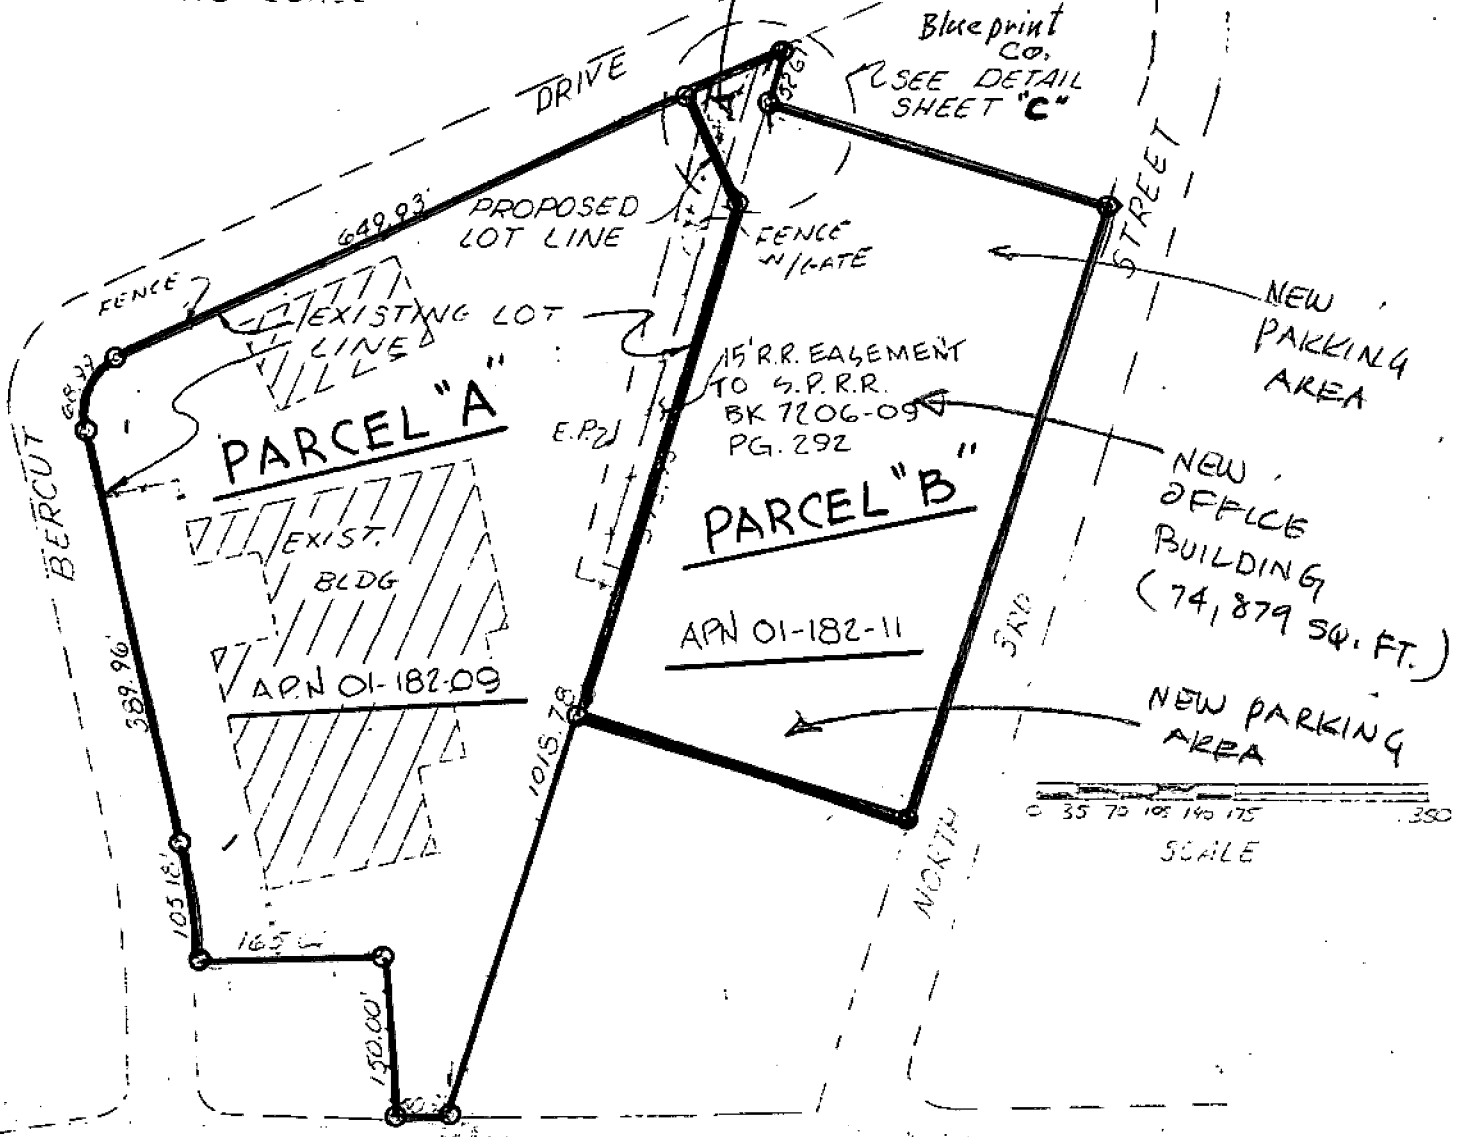 Blueprint
Co.
SEE DETAIL
SHEET "C"
DRIVE
STREET
649.93'
PROPOSED
LOT LINE
FENCE
W/GATE
FENCE
EXISTING LOT
LINE
NEW
PARKING
AREA
15' R.R. EASEMENT
TO S.P.R.R.
BK 7206-09
PG. 292
PARCEL "A"
E.P.
BERCUT
NEW
OFFICE
BUILDING
(74,879 SQ. FT.)
PARCEL "B"
EXIST.
BLDG
APN 01-182-11
3RD
389.96'
APN 01-182-09
1015.78
NEW PARKING
AREA
0 35 70 105 140 175 350
SCALE
NORTH
105.18'
165
150.00'